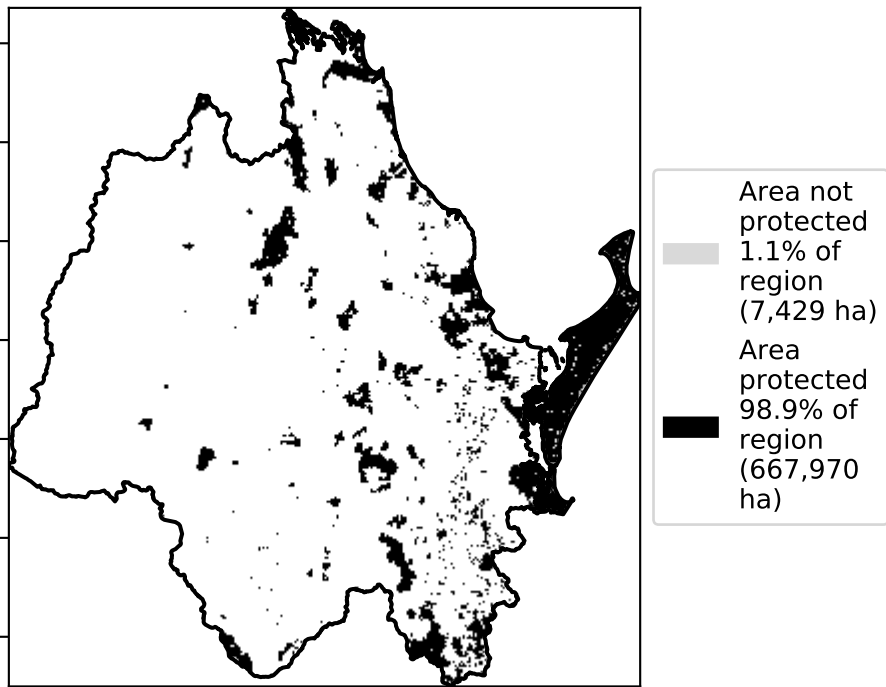 Area not
protected
1.1% of
region
(7,429 ha)
Area
protected
98.9% of
region
(667,970
ha)